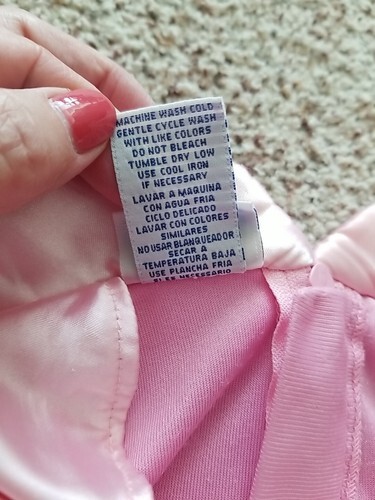 MACHINE WASH COLD
GENTLE CYCLE WASH
WITH LIKE COLORS
DO NOT BLEACH
TUMBLE DRY LOW
USE COOL IRON
IF NECESSARY
LAVAR A MAQUINA
CON AGUA FRIA
CICLO DELICADO
LAVAR CON COLORES
SIMILARES
NO USAR BLANQUEADOR
SECAR A
TEMPERATURA BAJA
USE PLANCHA FRIA
ES NECESARIO